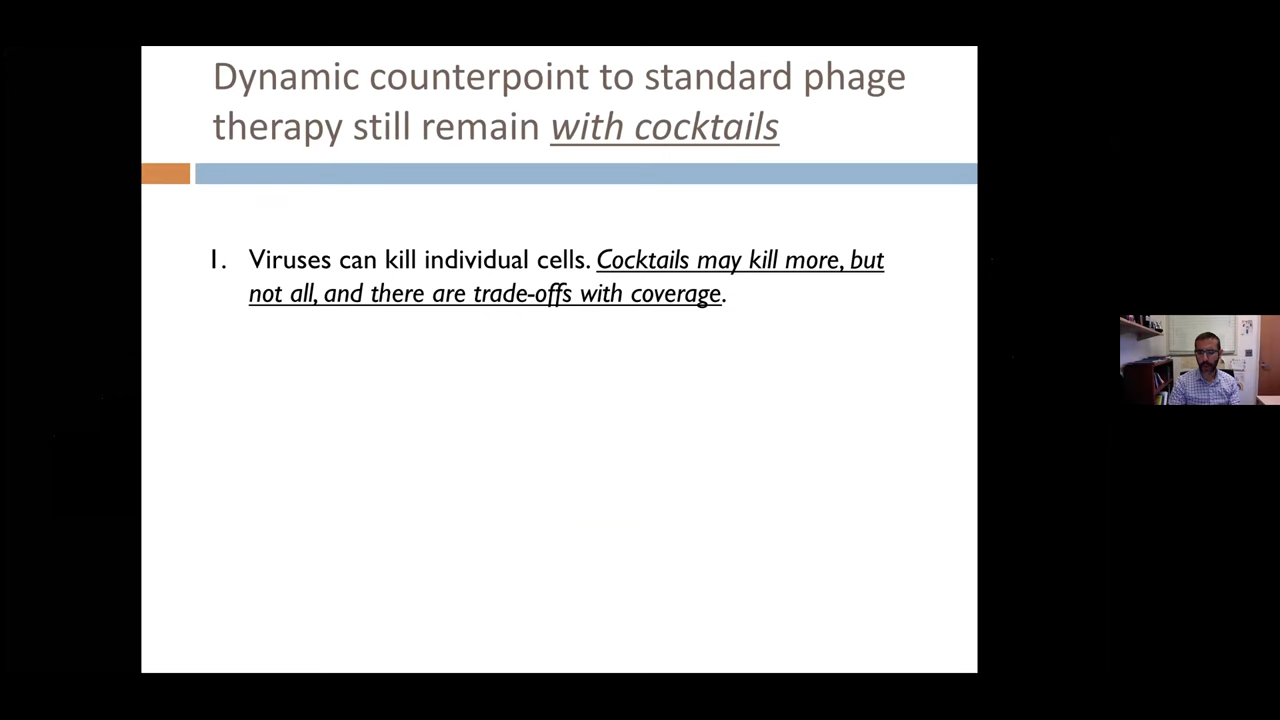 Dynamic counterpoint to standard phage
therapy still remain with cocktails
1. Viruses can kill individual cells. Cocktails may kill more, but
not all, and there are trade-offs with coverage.